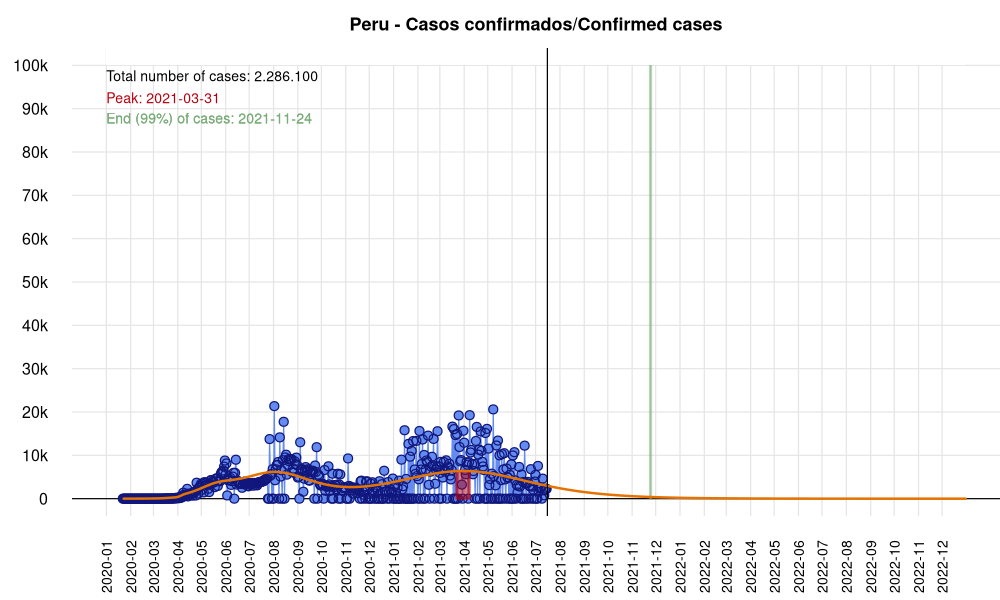 Peru - Casos confirmados/Confirmed cases
Total number of cases: 2.286.100
Peak: 2021-03-31
End (99%) of cases: 2021-11-24
100k
90k
80k
70k
60k
50k
40k
30k
20k
10k
0
2020-01
2020-02
2020-03
2020-04
2020-05
2020-06
2020-07
2020-08
2020-09
2020-10
2020-11
2020-12
2021-01
2021-02
2021-03
2021-04
2021-05
2021-06
2021-07
2021-08
2021-09
2021-10
2021-11
2021-12
2022-01
2022-02
2022-03
2022-04
2022-05
2022-06
2022-07
2022-08
2022-09
2022-10
2022-11
2022-12